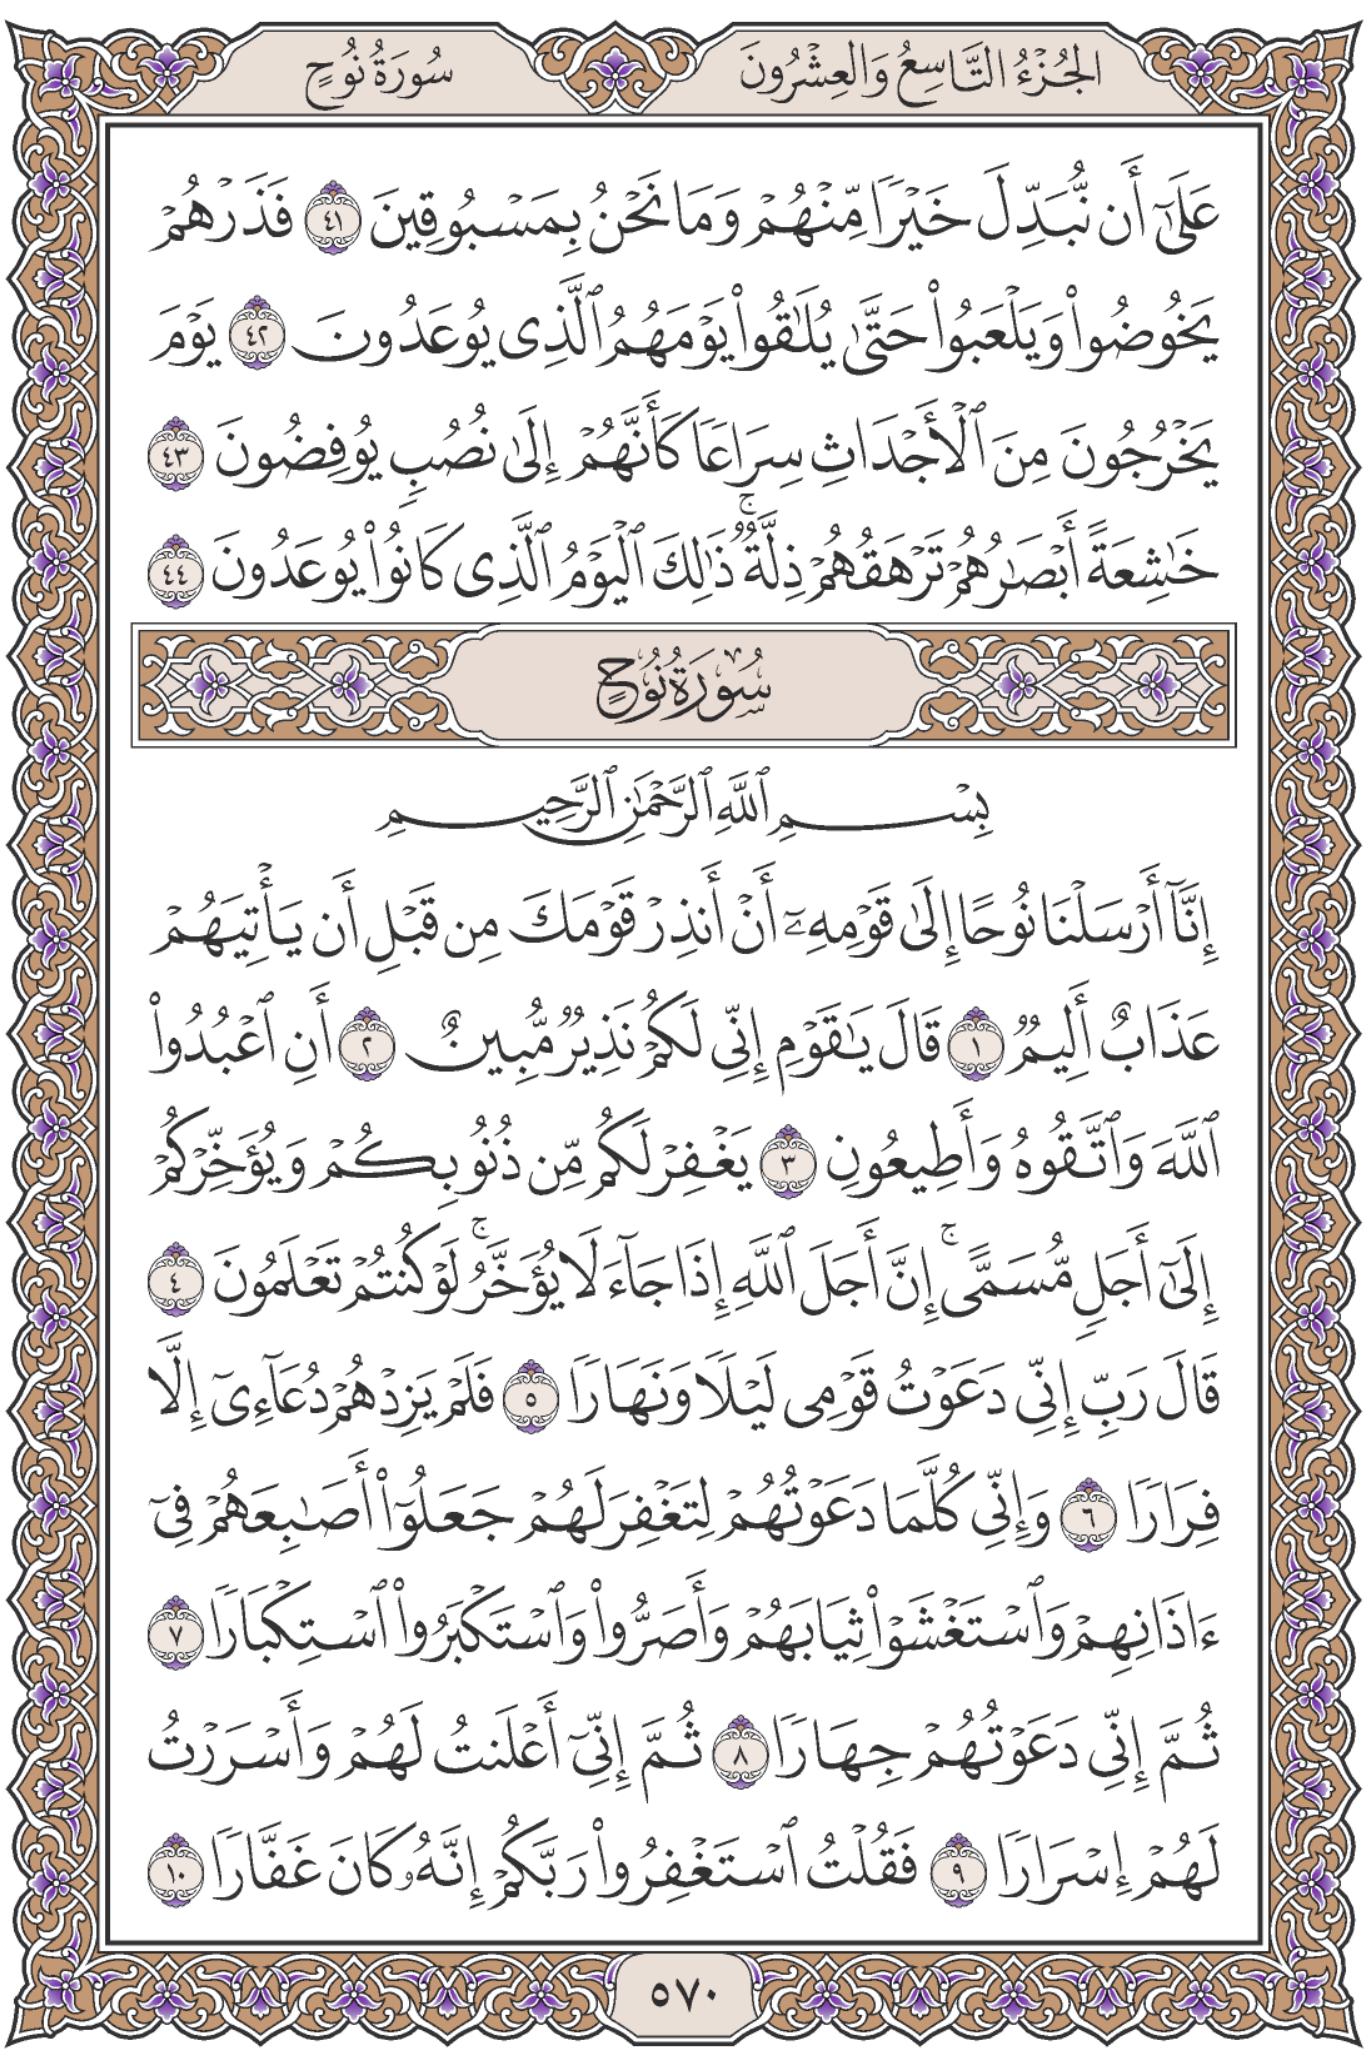 الجُزْءُ التَّاسِعُ وَالعِشْرُونَ
سُورَةُ نُوحٍ
عَلَىٰٓ أَن نُّبَدِّلَ خَيْرًا مِّنْهُمْ وَمَا نَحْنُ بِمَسْبُوقِينَ ٤١ فَذَرْهُمْ
يَخُوضُوا۟ وَيَلْعَبُوا۟ حَتَّىٰ يُلَـٰقُوا۟ يَوْمَهُمُ ٱلَّذِى يُوعَدُونَ ٤٢ يَوْمَ
يَخْرُجُونَ مِنَ ٱلْأَجْدَاثِ سِرَاعًا كَأَنَّهُمْ إِلَىٰ نُصُبٍ يُوفِضُونَ ٤٣
خَـٰشِعَةً أَبْصَـٰرُهُمْ تَرْهَقُهُمْ ذِلَّةٌ ۚ ذَٰلِكَ ٱلْيَوْمُ ٱلَّذِى كَانُوا۟ يُوعَدُونَ ٤٤
سُورَةُ نُوحٍ
بِسْمِ ٱللَّهِ ٱلرَّحْمَـٰنِ ٱلرَّحِيمِ
إِنَّآ أَرْسَلْنَا نُوحًا إِلَىٰ قَوْمِهِۦٓ أَنْ أَنذِرْ قَوْمَكَ مِن قَبْلِ أَن يَأْتِيَهُمْ
عَذَابٌ أَلِيمٌ ١ قَالَ يَـٰقَوْمِ إِنِّى لَكُمْ نَذِيرٌ مُّبِينٌ ٢ أَنِ ٱعْبُدُوا۟
ٱللَّهَ وَٱتَّقُوهُ وَأَطِيعُونِ ٣ يَغْفِرْ لَكُم مِّن ذُنُوبِكُمْ وَيُؤَخِّرْكُمْ
إِلَىٰٓ أَجَلٍ مُّسَمًّى ۚ إِنَّ أَجَلَ ٱللَّهِ إِذَا جَآءَ لَا يُؤَخَّرُ ۚ لَوْ كُنتُمْ تَعْلَمُونَ ٤
قَالَ رَبِّ إِنِّى دَعَوْتُ قَوْمِى لَيْلًا وَنَهَارًا ٥ فَلَمْ يَزِدْهُمْ دُعَآءِىٓ إِلَّا
فِرَارًا ٦ وَإِنِّى كُلَّمَا دَعَوْتُهُمْ لِتَغْفِرَ لَهُمْ جَعَلُوٓا۟ أَصَـٰبِعَهُمْ فِىٓ
ءَاذَانِهِمْ وَٱسْتَغْشَوْا۟ ثِيَابَهُمْ وَأَصَرُّوا۟ وَٱسْتَكْبَرُوا۟ ٱسْتِكْبَارًا ٧
ثُمَّ إِنِّى دَعَوْتُهُمْ جِهَارًا ٨ ثُمَّ إِنِّىٓ أَعْلَنتُ لَهُمْ وَأَسْرَرْتُ
لَهُمْ إِسْرَارًا ٩ فَقُلْتُ ٱسْتَغْفِرُوا۟ رَبَّكُمْ إِنَّهُۥ كَانَ غَفَّارًا ١٠
٥٧٠